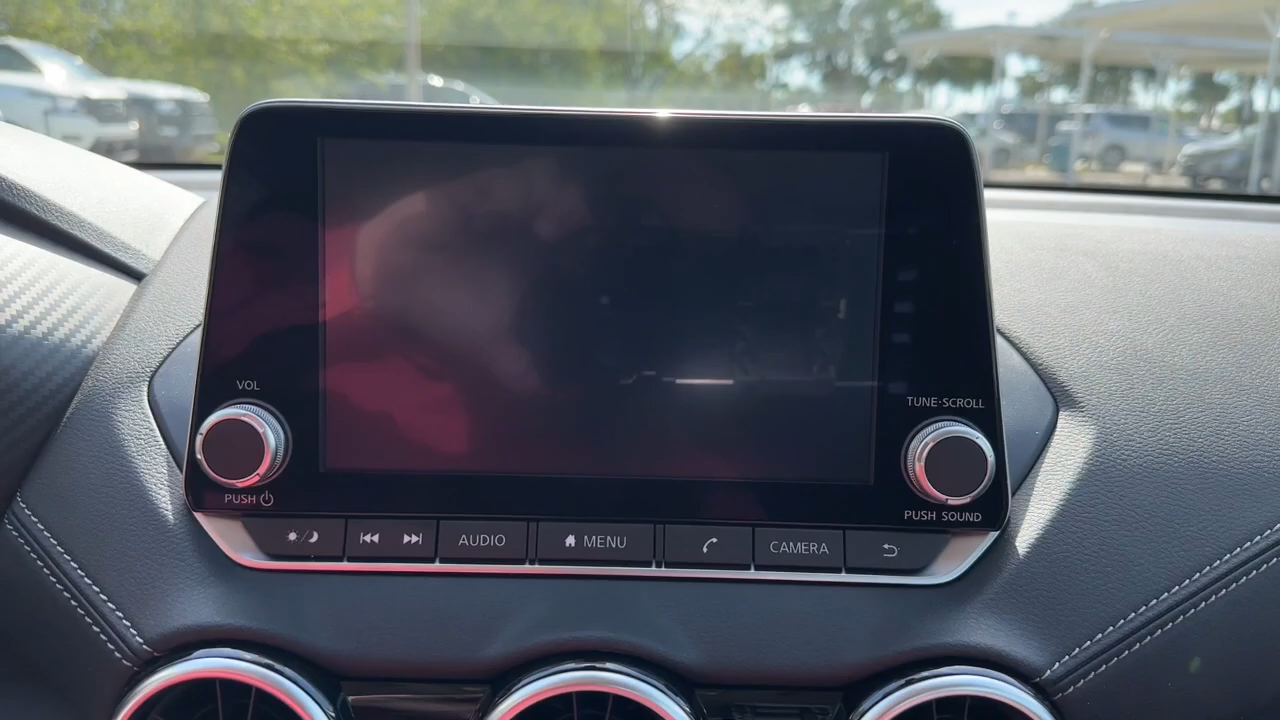 VOL
TUNE·SCROLL
PUSH
PUSH SOUND
AUDIO
MENU
CAMERA